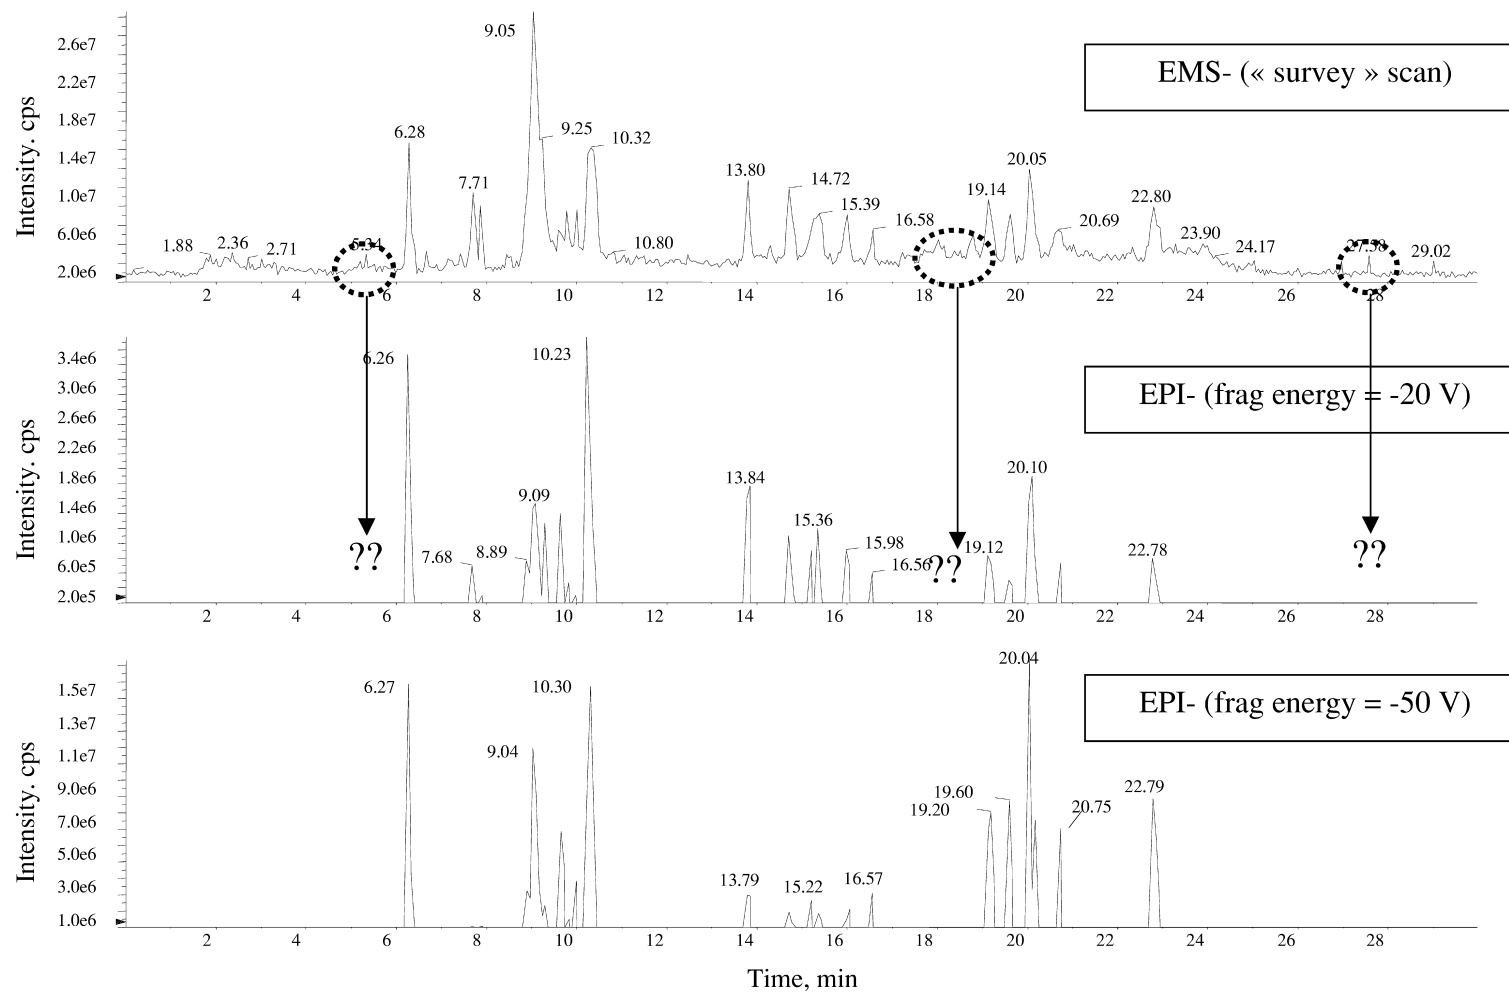 9.05
2.6e7
EMS- (« survey » scan)
2.2e7
1.8e7
6.28
9.25
10.32
1.4e7
7.71
13.80
14.72
20.05
1.0e7
15.39
19.14
22.80
16.58
20.69
6.0e6
1.88
2.36
2.71
5.34
10.80
23.90
24.17
27.58
29.02
2.0e6
Intensity. cps
2 4 6 8 10 12 14 16 18 20 22 24 26 28
3.4e6
6.26
10.23
3.0e6
EPI- (frag energy = -20 V)
2.6e6
2.2e6
1.8e6
13.84
20.10
1.4e6
9.09
15.36
1.0e6
7.68
8.89
15.98
19.12
22.78
6.0e5
16.56
??
??
??
2.0e5
Intensity. cps
2 4 6 8 10 12 14 16 18 20 22 24 26 28
20.04
1.5e7
6.27
10.30
EPI- (frag energy = -50 V)
1.3e7
1.1e7
9.04
9.0e6
19.60
22.79
7.0e6
19.20
20.75
5.0e6
3.0e6
13.79
15.22
16.57
1.0e6
Intensity. cps
2 4 6 8 10 12 14 16 18 20 22 24 26 28
Time, min